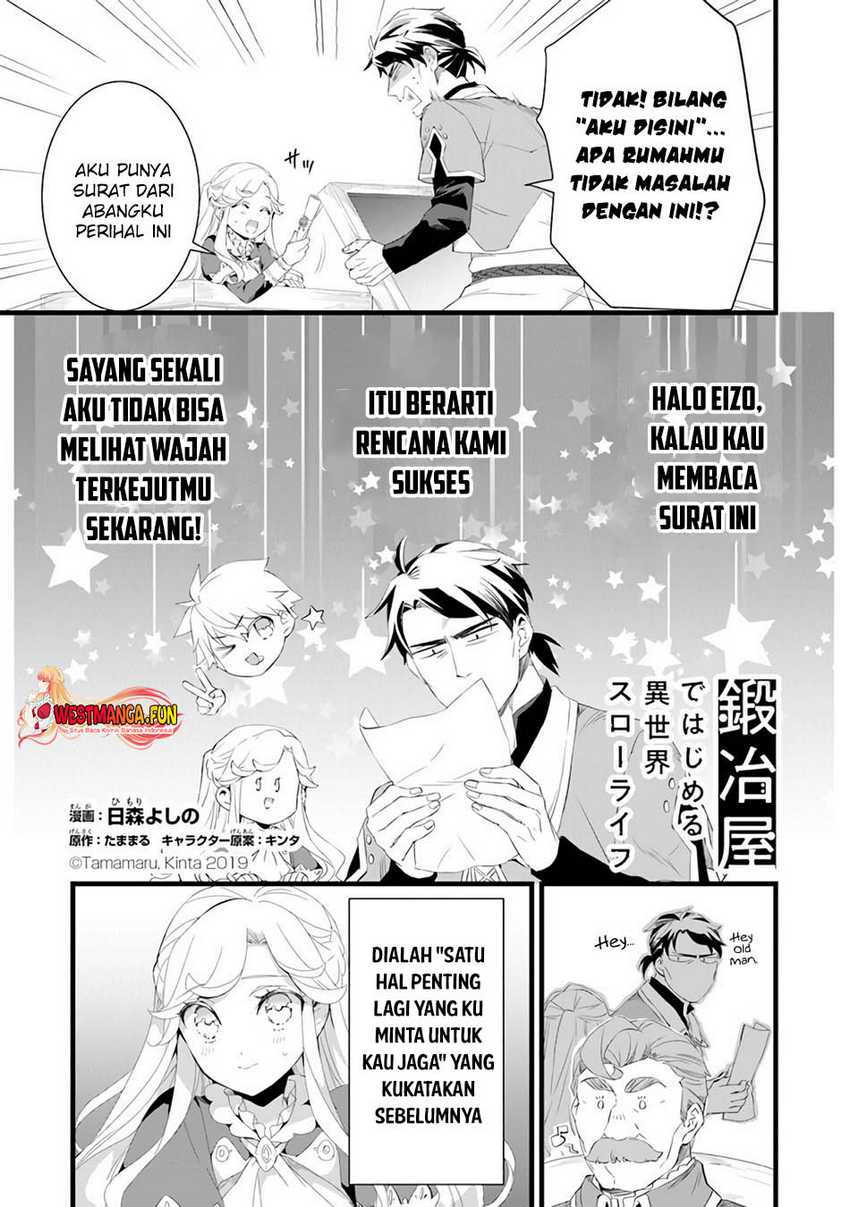 TIDAK! BILANG
"AKU DISINI"...
APA RUMAHMU
TIDAK MASALAH
DENGAN INI!?
AKU PUNYA
SURAT DARI
ABANGKU
PERIHAL INI
HALO EIZO,
KALAU KAU
MEMBACA
SURAT INI
ITU BERARTI
RENCANA KAMI
SUKSES
SAYANG SEKALI
AKU TIDAK BISA
MELIHAT WAJAH
TERKEJUTMU
SEKARANG!
鍛冶屋
ではじめる
異世界
スローライフ
WESTMANGA.FUN
Situs Baca Komik Bahasa Indonesia
漫画：日森よしの
原作：たままる キャラクター原案：キンタ
©Tamamaru, Kinta 2019
Hey...
Hey
old
man.
DIALAH "SATU
HAL PENTING
LAGI YANG KU
MINTA UNTUK
KAU JAGA" YANG
KUKATAKAN
SEBELUMNYA